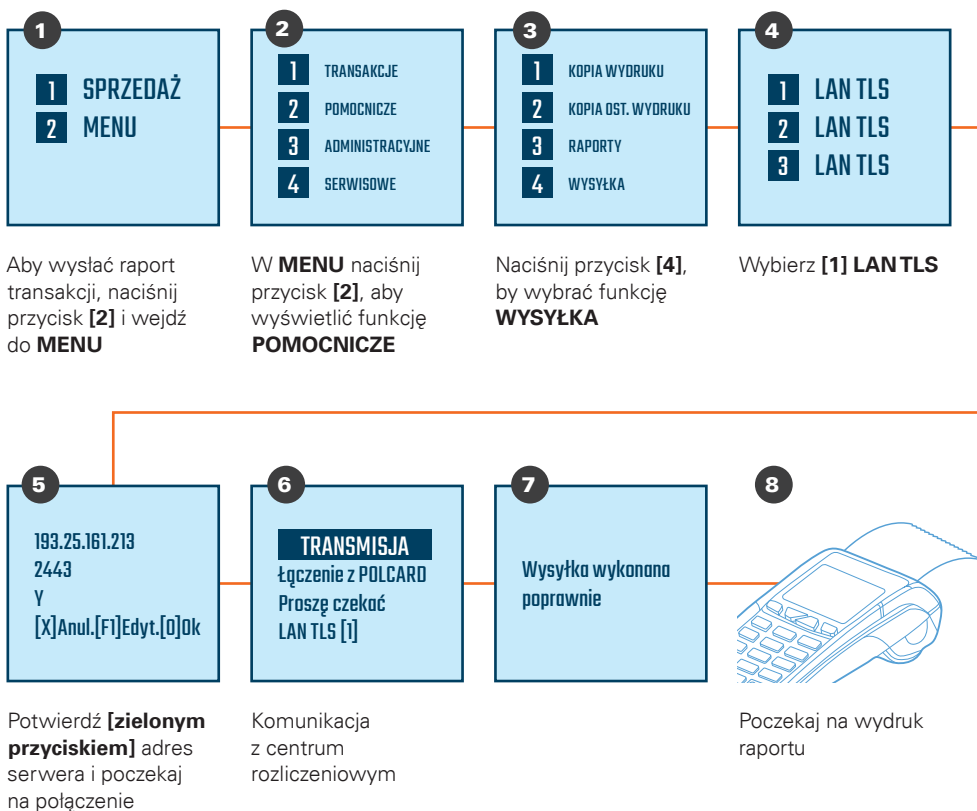 1
1 SPRZEDAŻ
2 MENU
Aby wysłać raport
transakcji, naciśnij
przycisk [2] i wejdź
do MENU
2
1 TRANSAKCJE
2 POMOCNICZE
3 ADMINISTRACYJNE
4 SERWISOWE
W MENU naciśnij
przycisk [2], aby
wyświetlić funkcję
POMOCNICZE
3
1 KOPIA WYDRUKU
2 KOPIA OST. WYDRUKU
3 RAPORTY
4 WYSYŁKA
Naciśnij przycisk [4],
by wybrać funkcję
WYSYŁKA
4
1 LAN TLS
2 LAN TLS
3 LAN TLS
Wybierz [1] LAN TLS
5
193.25.161.213
2443
Y
[X]Anul.[F1]Edyt.[O]Ok
Potwierdź [zielonym
przyciskiem] adres
serwera i poczekaj
na połączenie
6
TRANSMISJA
Łączenie z POLCARD
Proszę czekać
LAN TLS [1]
Komunikacja
z centrum
rozliczeniowym
7
Wysyłka wykonana
poprawnie
8
Poczekaj na wydruk
raportu